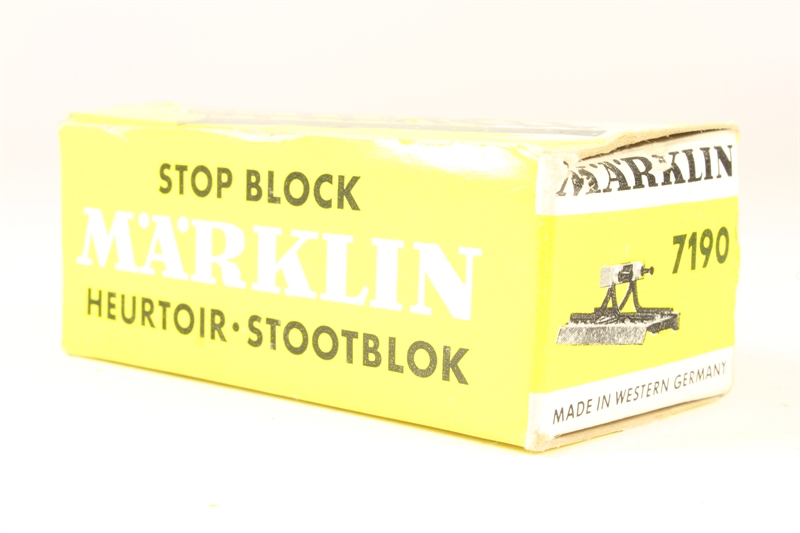 STOP BLOCK
MÄRKLIN
HEURTOIR · STOOTBLOK
MÄRKLIN
7190
MADE IN WESTERN GERMANY